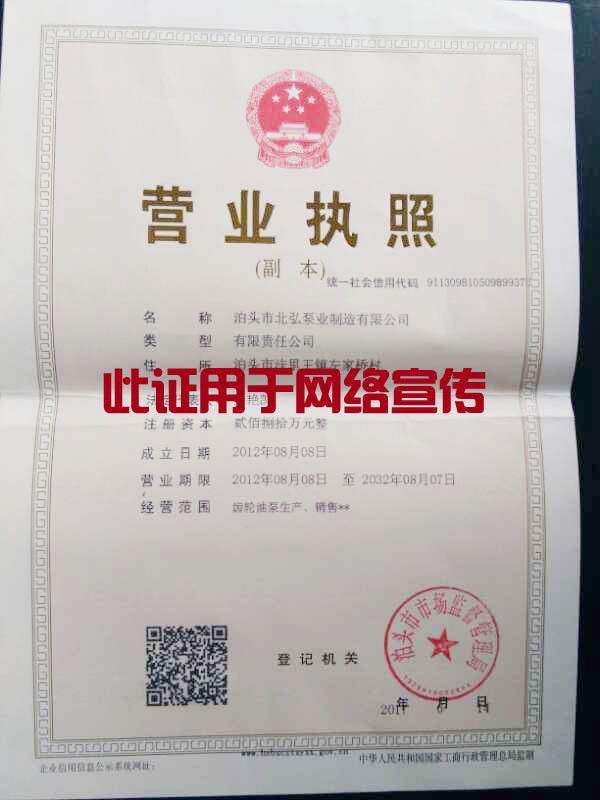 营业执照
(副 本)
统一社会信用代码 91130981050989937
名 称 泊头市北弘泵业制造有限公司
类 型 有限责任公司
住 所 泊头市洼里王镇左家桥村
此证用于网络宣传
注册资本 贰佰捌拾万元整
成立日期 2012年08月08日
营业期限 2012年08月08日 至 2032年08月07日
经营范围 齿轮油泵生产、销售**
泊头市市场监督管理局
登记机关
年 月 日
企业信用信息公示系统网址:
中华人民共和国国家工商行政管理总局监制